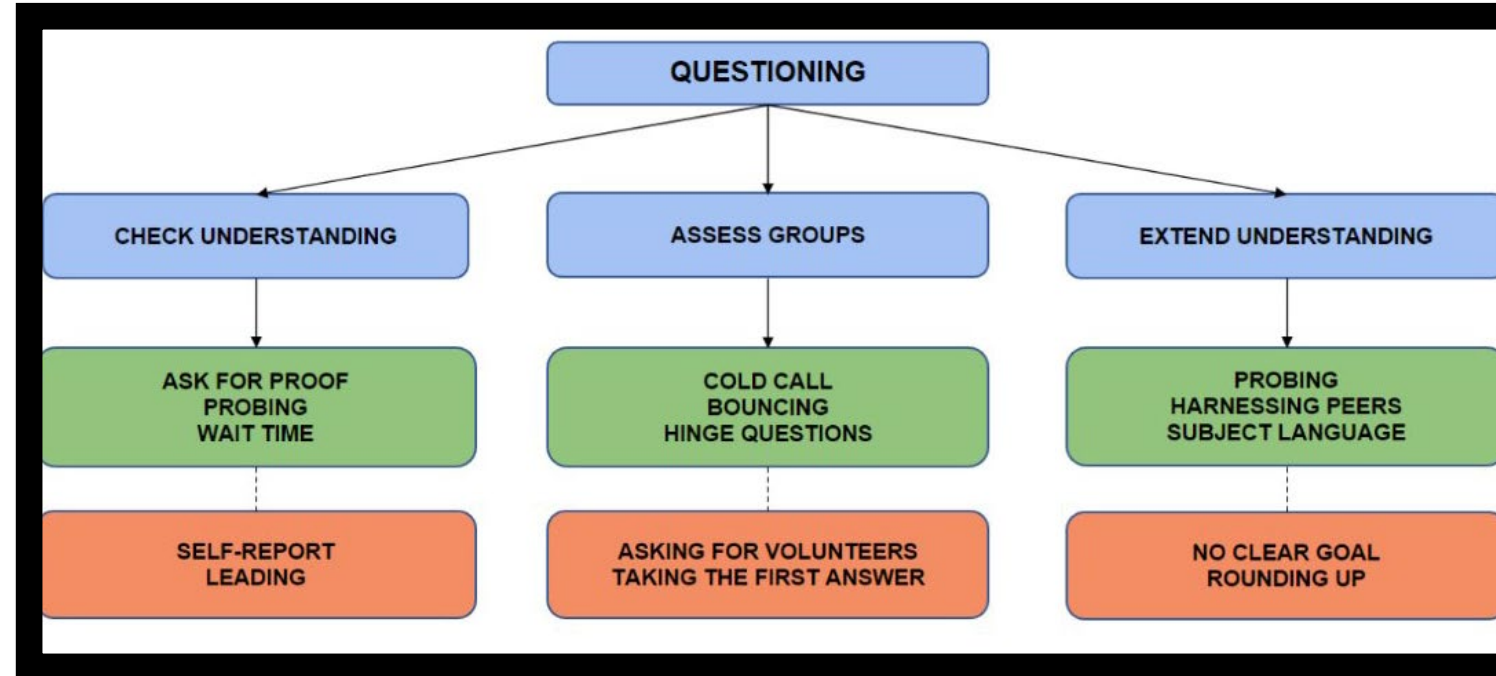 QUESTIONING
CHECK UNDERSTANDING
ASSESS GROUPS
EXTEND UNDERSTANDING
ASK FOR PROOF
PROBING
WAIT TIME
COLD CALL
BOUNCING
HINGE QUESTIONS
PROBING
HARNESSING PEERS
SUBJECT LANGUAGE
SELF-REPORT
LEADING
ASKING FOR VOLUNTEERS
TAKING THE FIRST ANSWER
NO CLEAR GOAL
ROUNDING UP